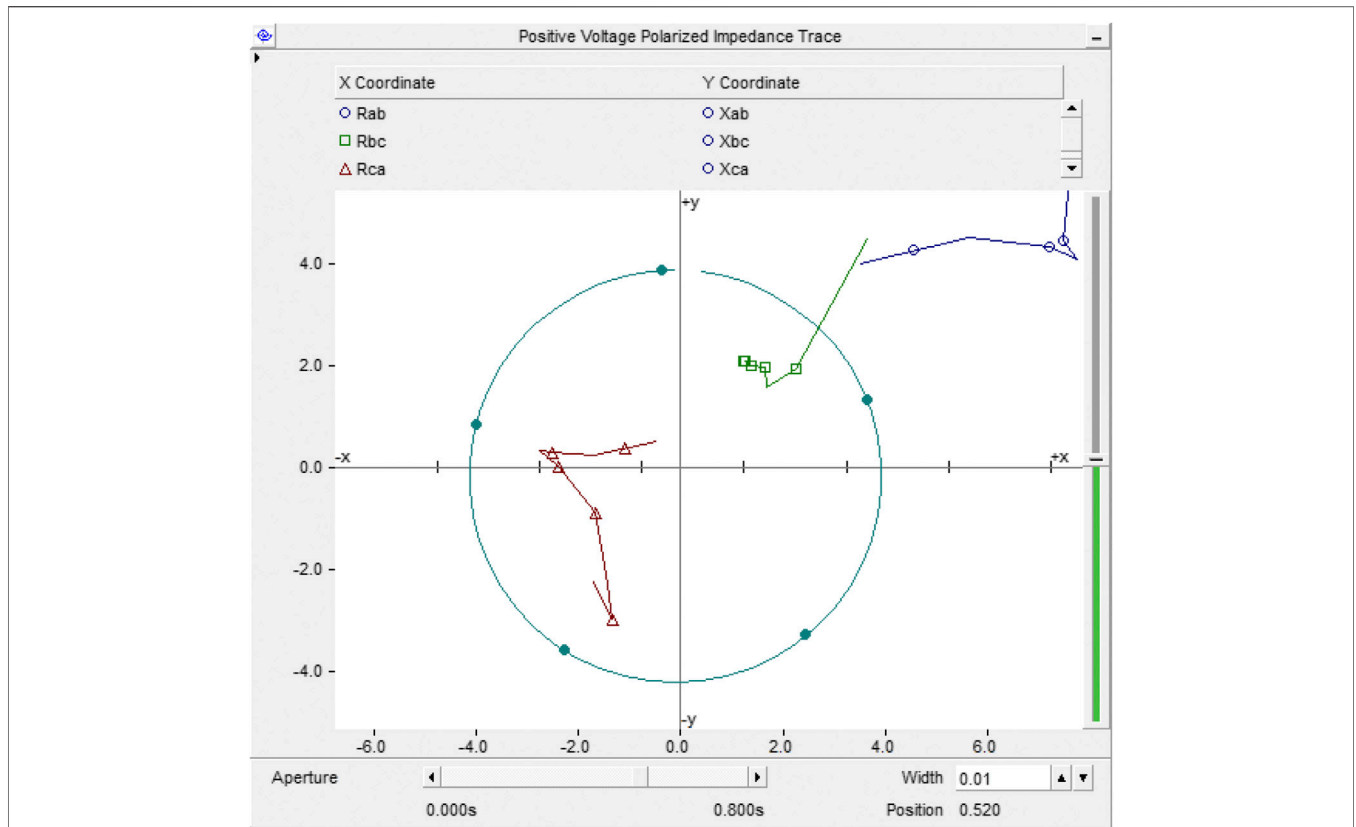 Positive Voltage Polarized Impedance Trace
X Coordinate Y Coordinate
Rab Xab
Rbc Xbc
Rca Xca
+y
4.0
2.0
0.0 -x +x
-2.0
-4.0
-y
-6.0 -4.0 -2.0 0.0 2.0 4.0 6.0
Aperture Width 0.01
0.000s 0.800s Position 0.520